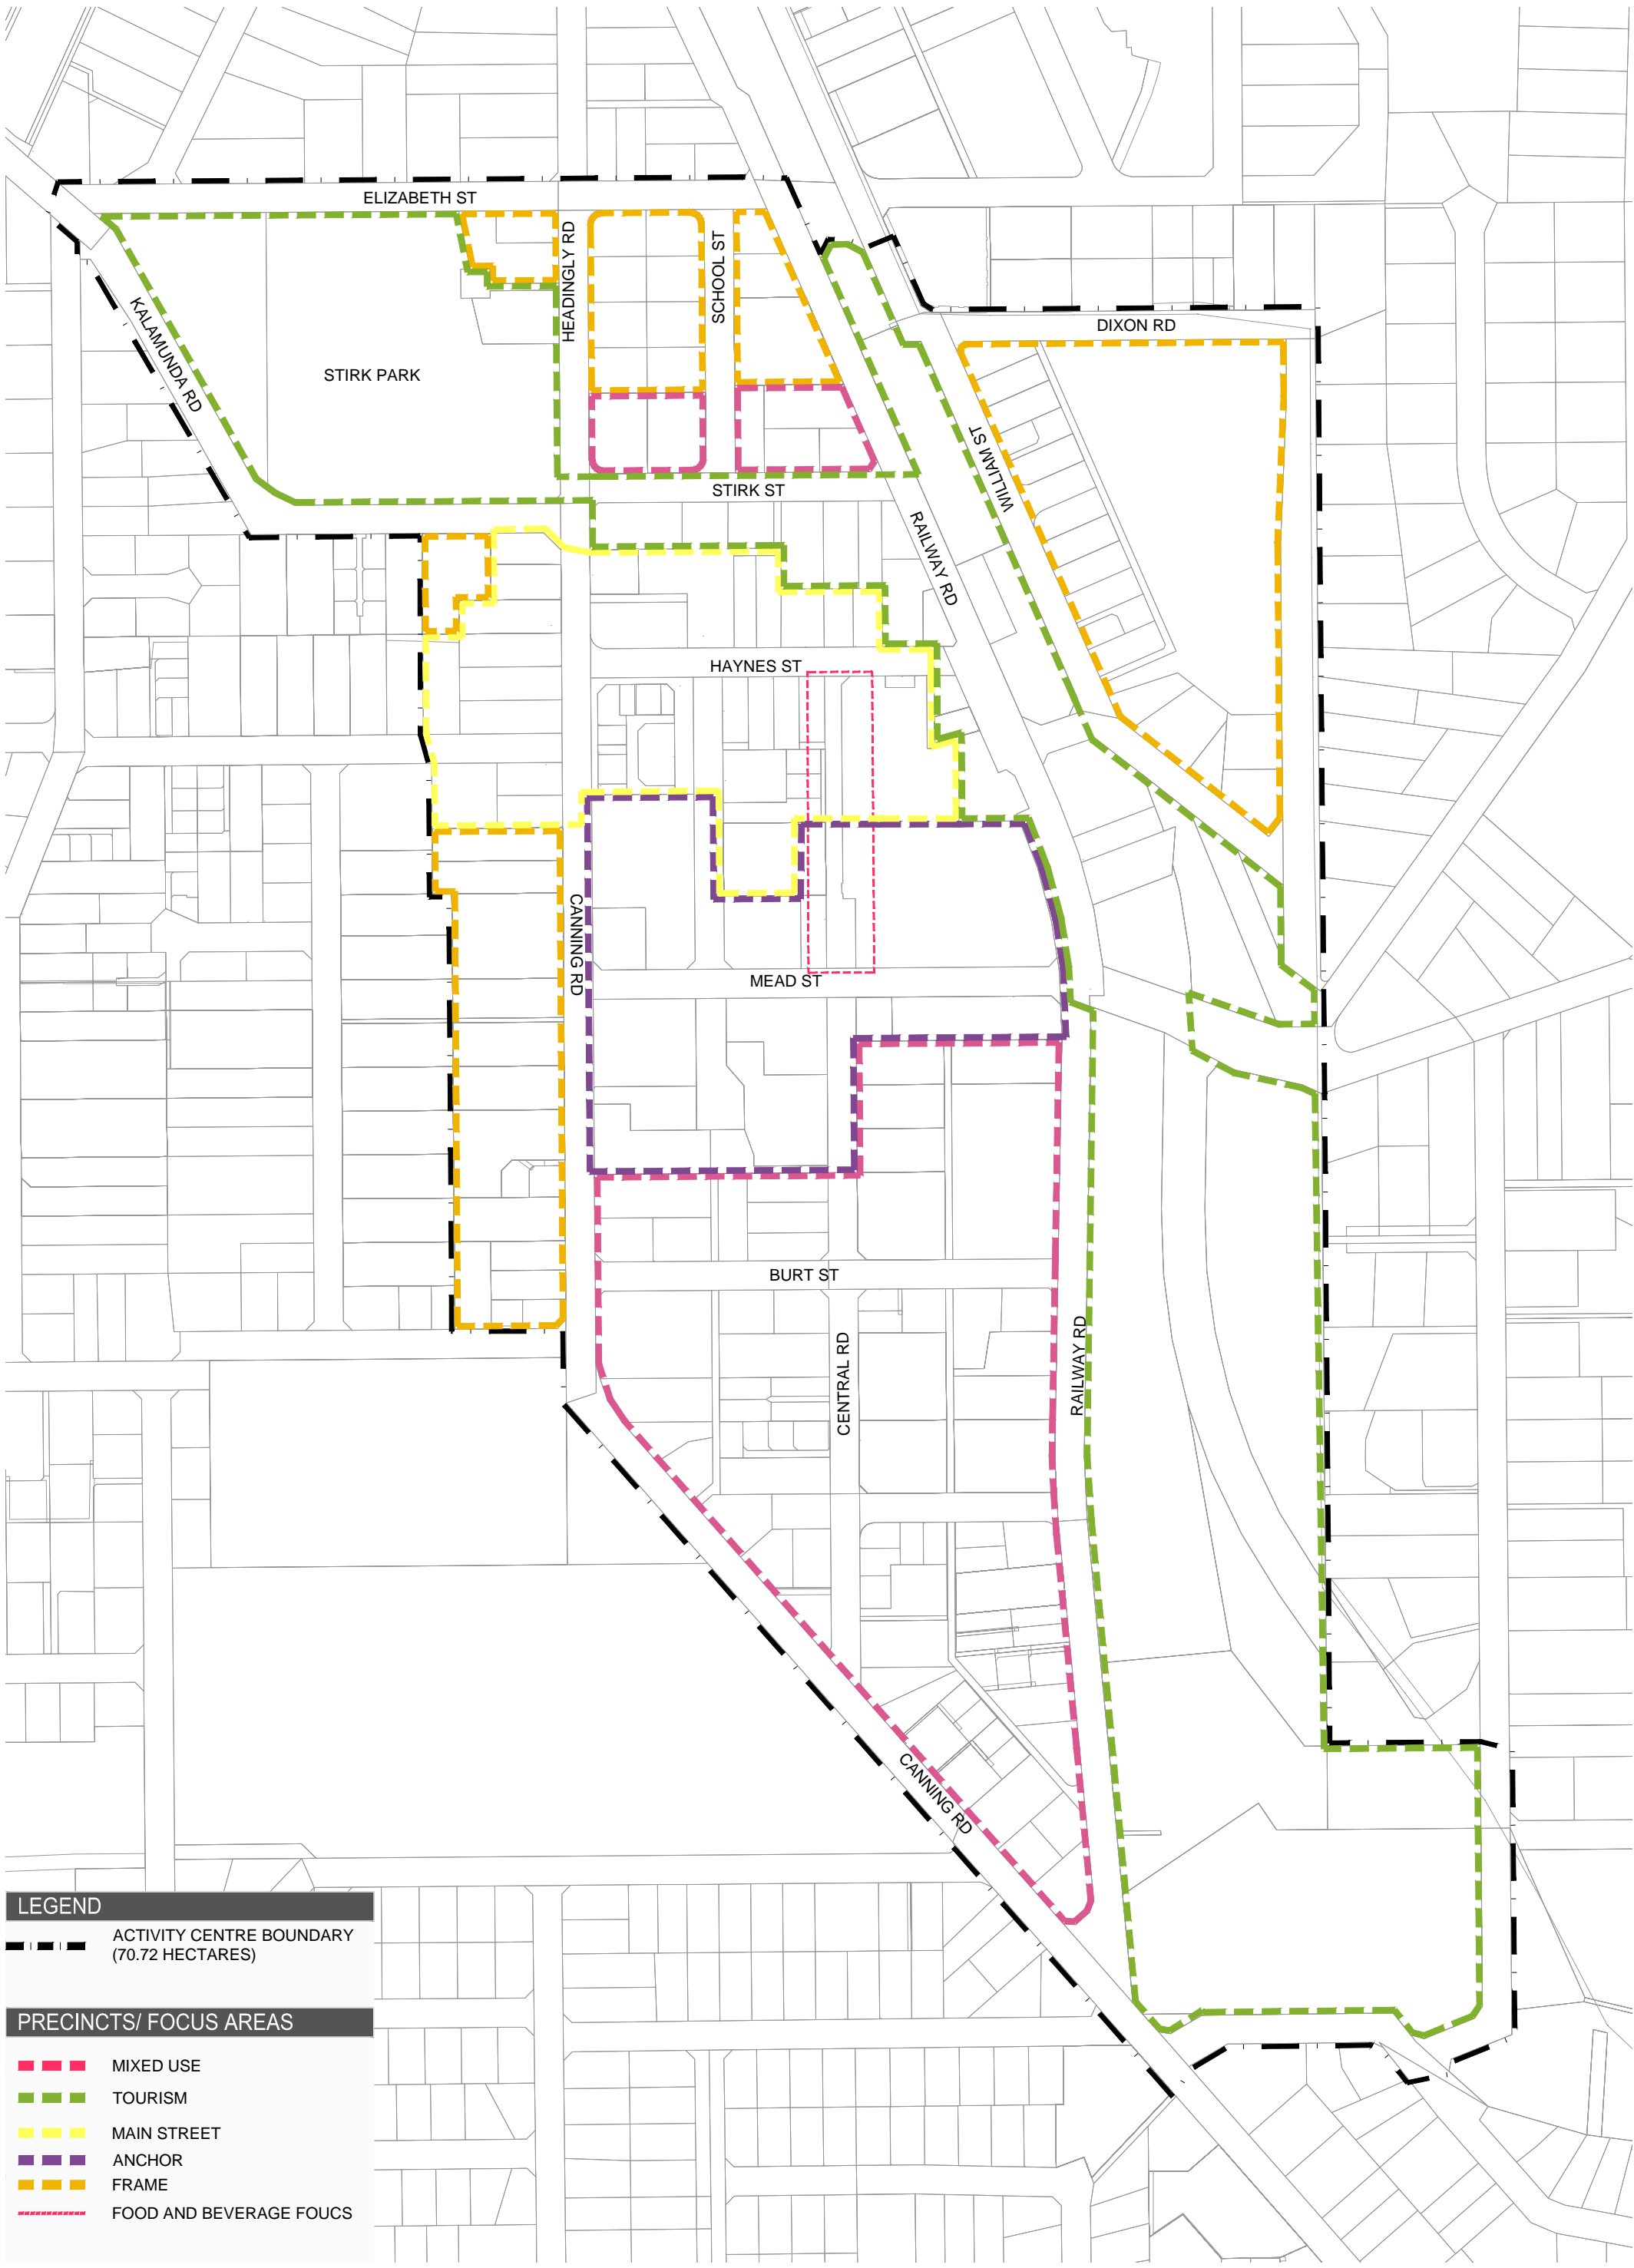 ELIZABETH ST
HEADINGLY RD
SCHOOL ST
KALAMUNDA RD
DIXON RD
STIRK PARK
WILLIAM ST
STIRK ST
RAILWAY RD
HAYNES ST
CANNING RD
MEAD ST
BURT ST
CENTRAL RD
RAILWAY RD
CANNING RD
LEGEND
ACTIVITY CENTRE BOUNDARY
(70.72 HECTARES)
PRECINCTS/ FOCUS AREAS
MIXED USE
TOURISM
MAIN STREET
ANCHOR
FRAME
FOOD AND BEVERAGE FOUCS